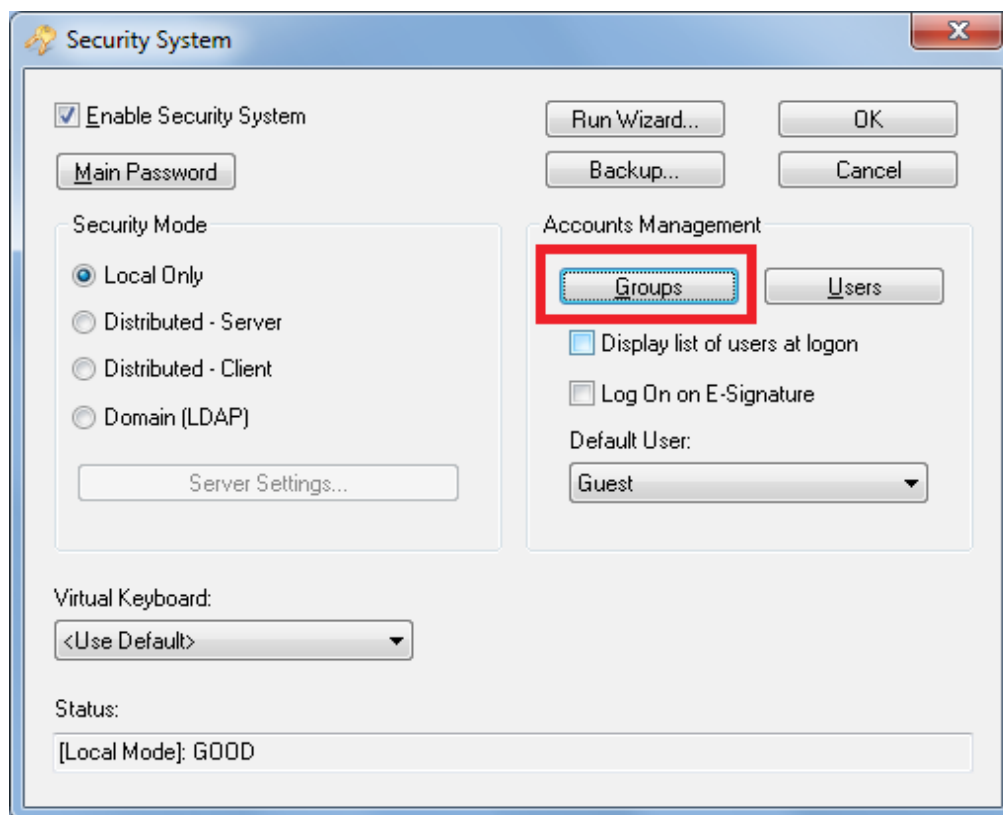 Security System
Enable Security System
Run Wizard...
OK
Main Password
Backup...
Cancel
Security Mode
Accounts Management
Local Only
Groups
Users
Distributed - Server
Display list of users at logon
Distributed - Client
Log On on E-Signature
Domain (LDAP)
Default User:
Server Settings...
Guest
Virtual Keyboard:
<Use Default>
Status:
[Local Mode]: GOOD